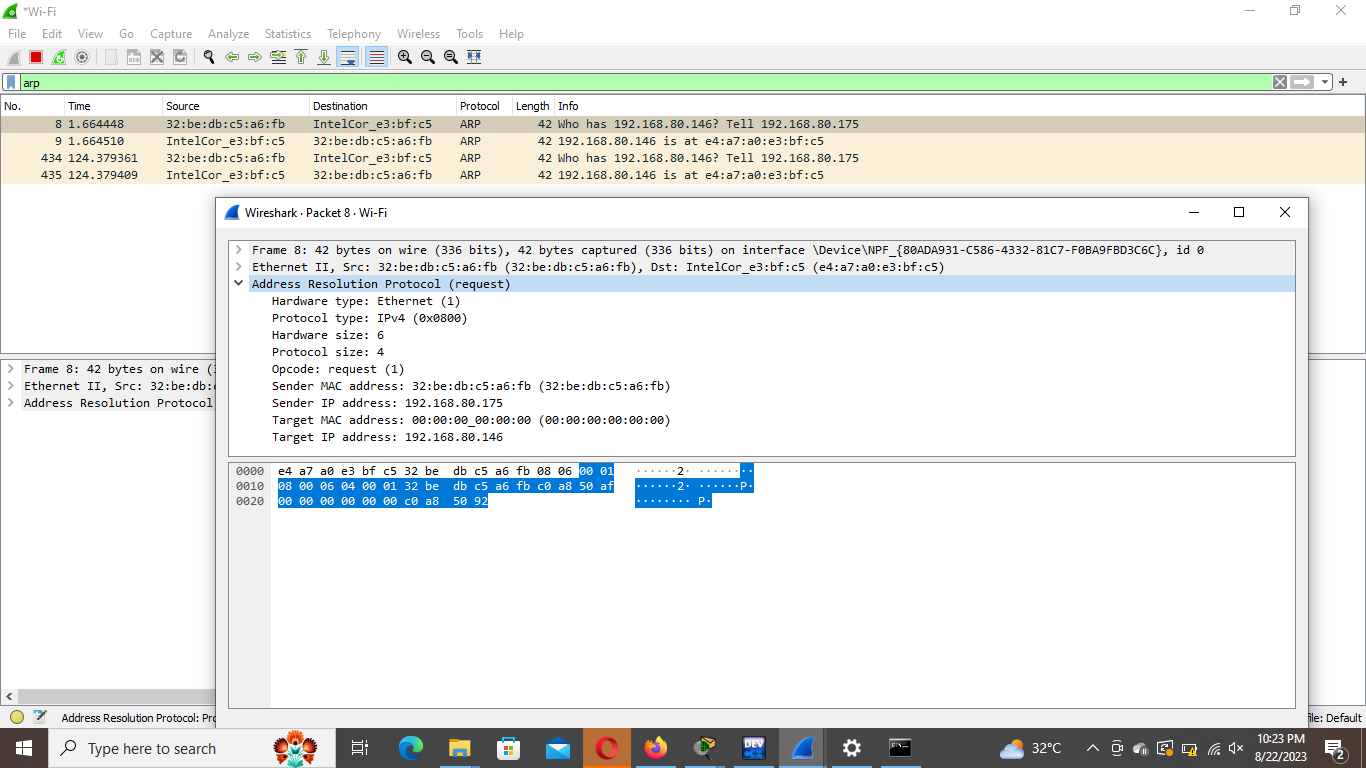 *Wi-Fi
File Edit View Go Capture Analyze Statistics Telephony Wireless Tools Help
arp
No. Time Source Destination Protocol Length Info
8 1.664448 32:be:db:c5:a6:fb IntelCor_e3:bf:c5 ARP 42 Who has 192.168.80.146? Tell 192.168.80.175
9 1.664510 IntelCor_e3:bf:c5 32:be:db:c5:a6:fb ARP 42 192.168.80.146 is at e4:a7:a0:e3:bf:c5
434 124.379361 32:be:db:c5:a6:fb IntelCor_e3:bf:c5 ARP 42 Who has 192.168.80.146? Tell 192.168.80.175
435 124.379409 IntelCor_e3:bf:c5 32:be:db:c5:a6:fb ARP 42 192.168.80.146 is at e4:a7:a0:e3:bf:c5
Wireshark · Packet 8 · Wi-Fi
Frame 8: 42 bytes on wire (336 bits), 42 bytes captured (336 bits) on interface \Device\NPF_{80ADA931-C586-4332-81C7-F0BA9FBD3C6C}, id 0
Ethernet II, Src: 32:be:db:c5:a6:fb (32:be:db:c5:a6:fb), Dst: IntelCor_e3:bf:c5 (e4:a7:a0:e3:bf:c5)
Address Resolution Protocol (request)
Hardware type: Ethernet (1)
Protocol type: IPv4 (0x0800)
Hardware size: 6
Protocol size: 4
Opcode: request (1)
Sender MAC address: 32:be:db:c5:a6:fb (32:be:db:c5:a6:fb)
Sender IP address: 192.168.80.175
Target MAC address: 00:00:00_00:00:00 (00:00:00:00:00:00)
Target IP address: 192.168.80.146
0000 e4 a7 a0 e3 bf c5 32 be db c5 a6 fb 08 06 00 01 ······2· ········
0010 08 00 06 04 00 01 32 be db c5 a6 fb c0 a8 50 af ······2· ······P·
0020 00 00 00 00 00 00 c0 a8 50 92 ········ P·
Frame 8: 42 bytes on wire (
Ethernet II, Src: 32:be:db:
Address Resolution Protocol
Address Resolution Protocol:
file: Default
Type here to search
DEV
32°C
10:23 PM
8/22/2023
2